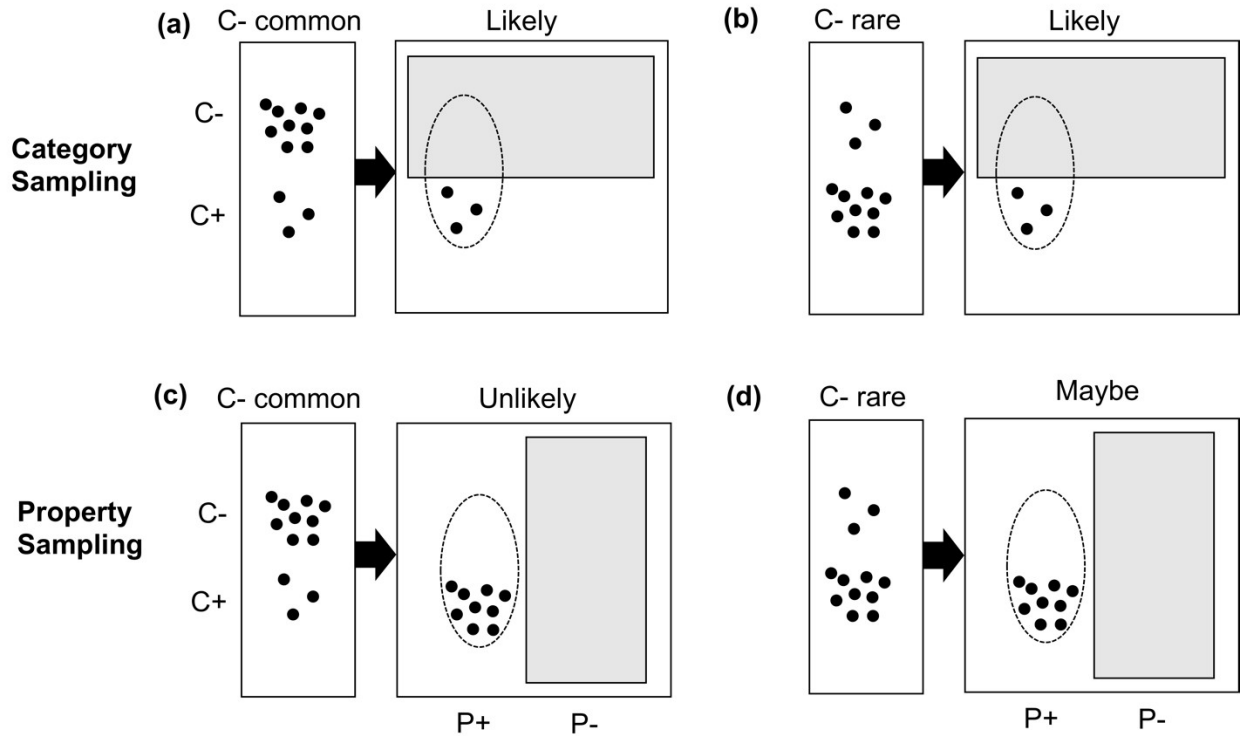 (a) C- common Likely (b) C- rare Likely
C-
Category
Sampling
C+
(c) C- common Unlikely (d) C- rare Maybe
C-
Property
Sampling
C+
P+ P- P+ P-